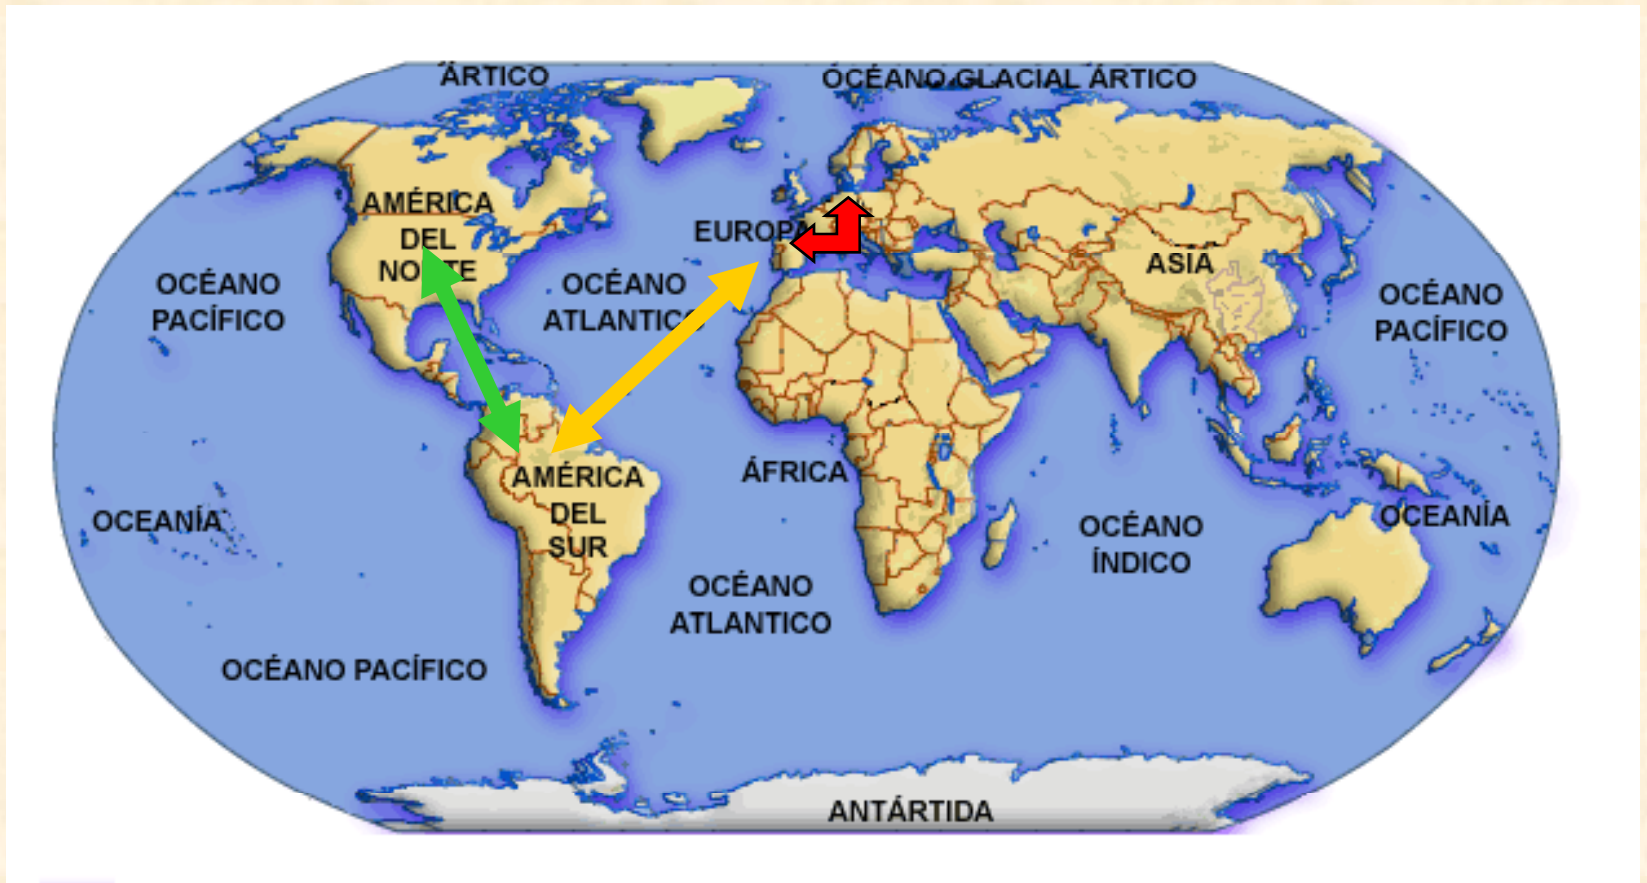 ÁRTICO
OCÉANO GLACIAL ÁRTICO
AMÉRICA
DEL
NORTE
EUROPA
ASIA
OCÉANO
PACÍFICO
OCÉANO
ATLANTICO
OCÉANO
PACÍFICO
ÁFRICA
AMÉRICA
DEL
SUR
OCEANÍA
OCÉANO
ÍNDICO
OCEANÍA
OCÉANO
ATLANTICO
OCÉANO PACÍFICO
ANTÁRTIDA